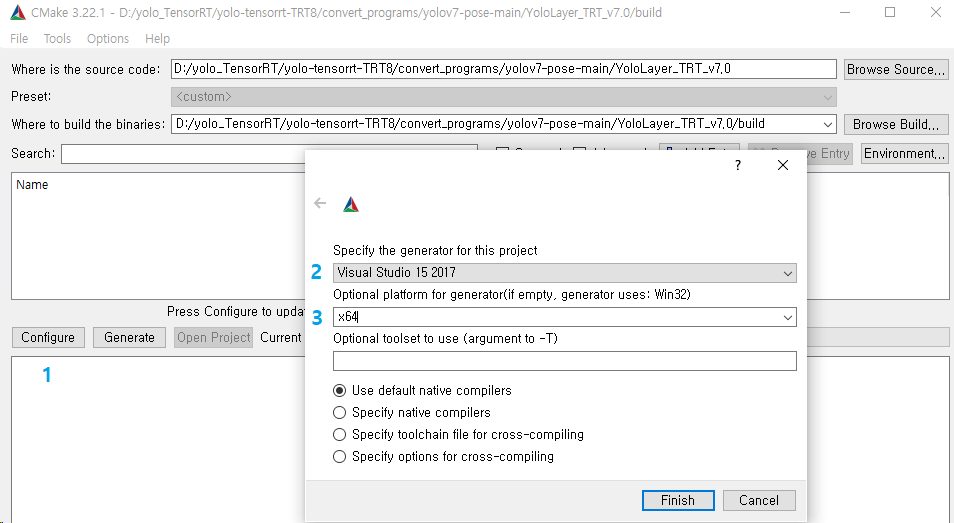 CMake 3.22.1 - D:/yolo_TensorRT/yolo-tensorrt-TRT8/convert_programs/yolov7-pose-main/YoloLayer_TRT_v7.0/build
File Tools Options Help
Where is the source code: D:/yolo_TensorRT/yolo-tensorrt-TRT8/convert_programs/yolov7-pose-main/YoloLayer_TRT_v7.0 Browse Source...
Preset: <custom>
Where to build the binaries: D:/yolo_TensorRT/yolo-tensorrt-TRT8/convert_programs/yolov7-pose-main/YoloLayer_TRT_v7.0/build Browse Build...
Search: Entry Environment...
Name
Press Configure to
Configure Generate Open Project Current
1
?
Specify the generator for this project
2 Visual Studio 15 2017
Optional platform for generator(if empty, generator uses: Win32)
3 x64
Optional toolset to use (argument to -T)
Use default native compilers
Specify native compilers
Specify toolchain file for cross-compiling
Specify options for cross-compiling
Finish Cancel